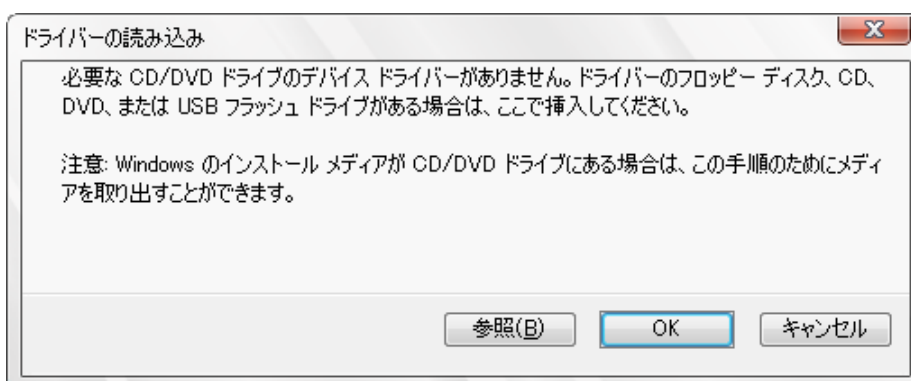 ドライバーの読み込み
必要な CD/DVD ドライブのデバイス ドライバーがありません。ドライバーのフロッピー ディスク、CD、
DVD、または USB フラッシュ ドライブがある場合は、ここで挿入してください。
注意: Windows のインストール メディアが CD/DVD ドライブにある場合は、この手順のためにメディ
アを取り出すことができます。
参照(B) OK キャンセル